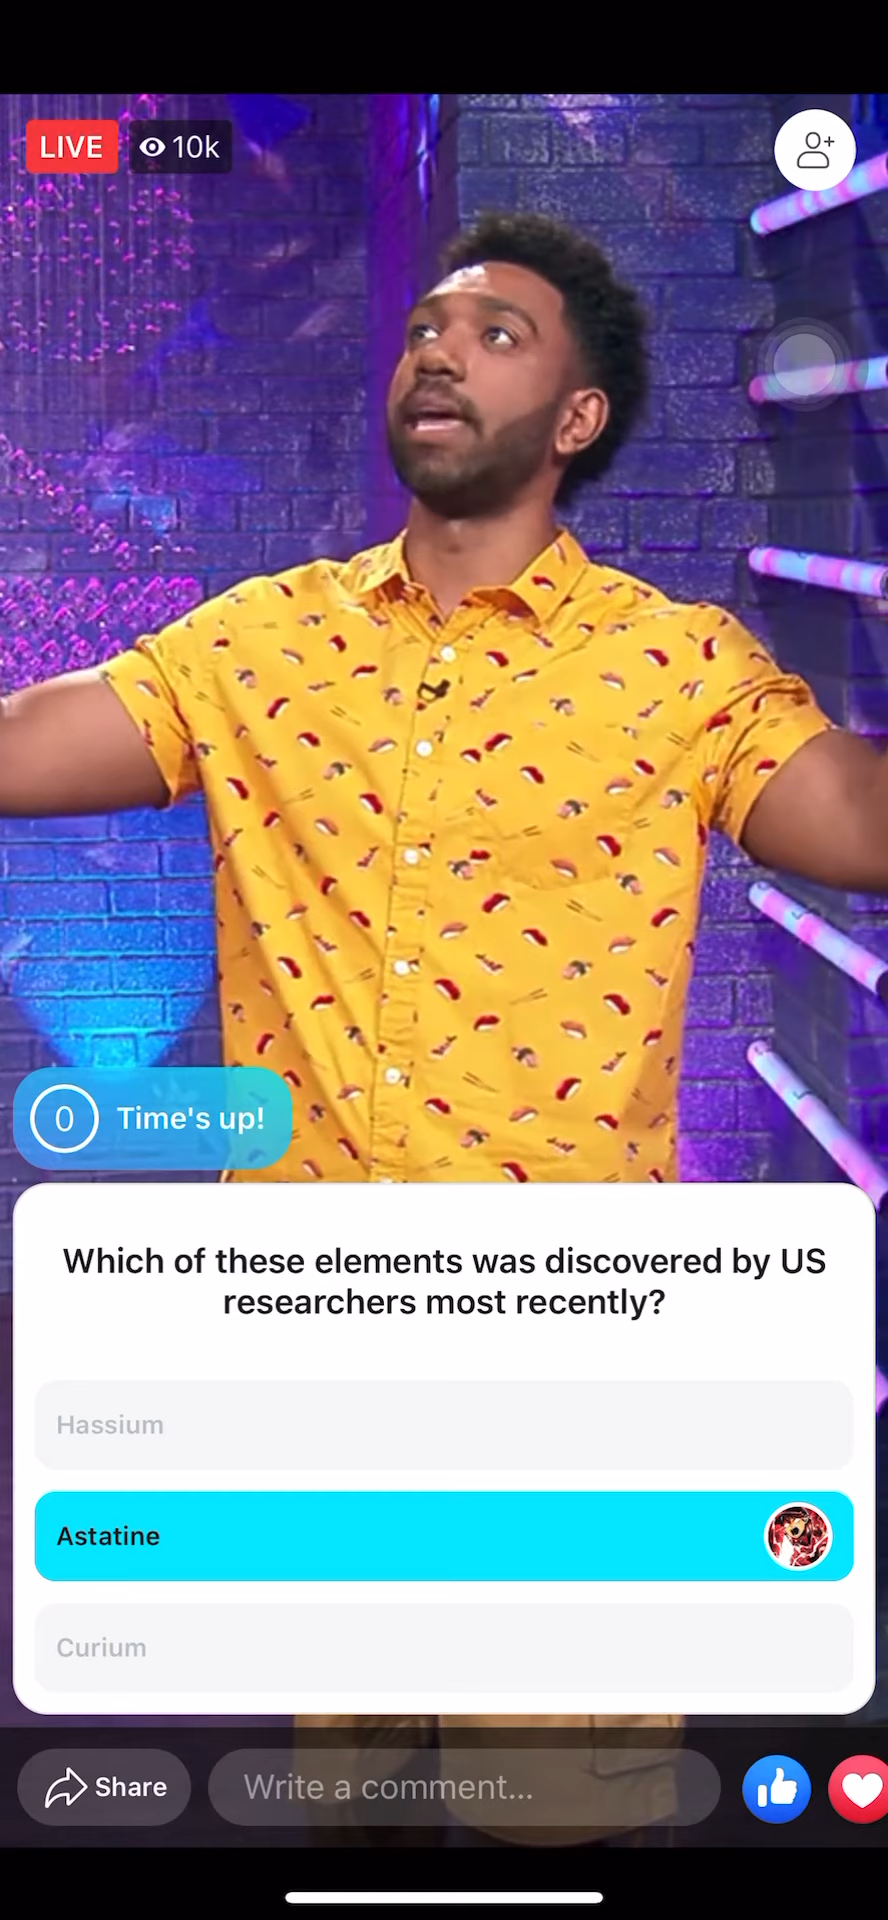 LIVE 10k
0 Time's up!
Which of these elements was discovered by US
researchers most recently?
Hassium
Astatine
Curium
Share Write a comment...